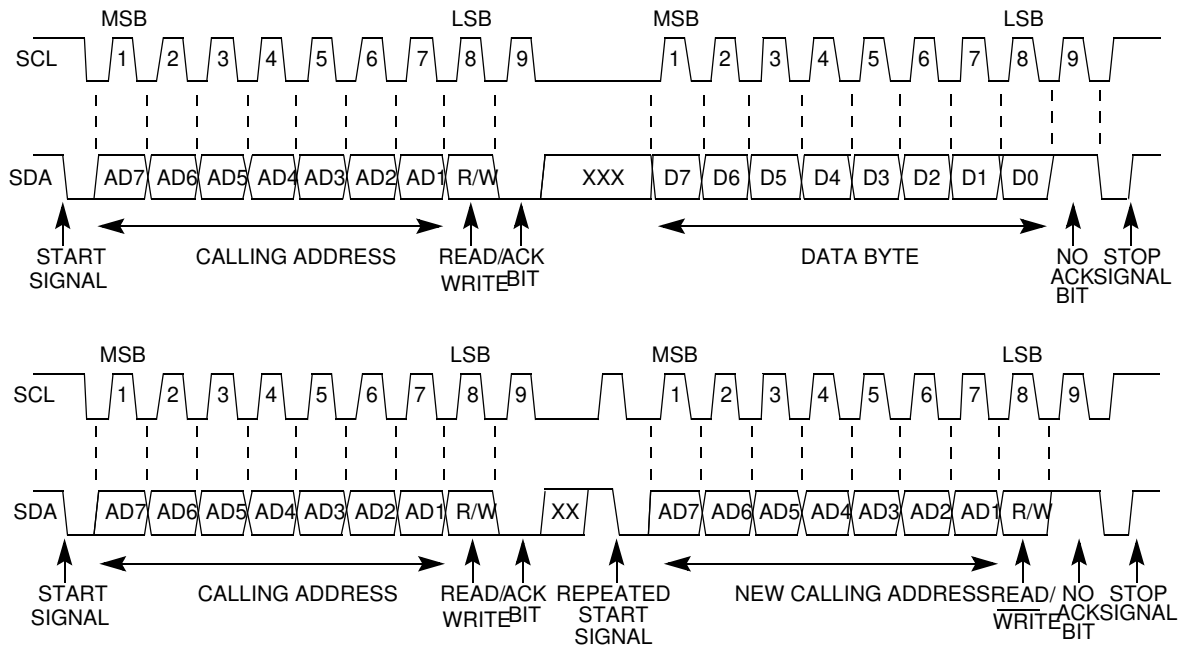 MSB LSB MSB LSB
SCL 1 2 3 4 5 6 7 8 9 1 2 3 4 5 6 7 8 9
SDA AD7 AD6 AD5 AD4 AD3 AD2 AD1 R/W XXX D7 D6 D5 D4 D3 D2 D1 D0
START CALLING ADDRESS READ/ ACK DATA BYTE NO STOP
SIGNAL WRITE BIT ACK SIGNAL
BIT
MSB LSB MSB LSB
SCL 1 2 3 4 5 6 7 8 9 1 2 3 4 5 6 7 8 9
SDA AD7 AD6 AD5 AD4 AD3 AD2 AD1 R/W XX AD7 AD6 AD5 AD4 AD3 AD2 AD1 R/W
START CALLING ADDRESS READ/ ACK REPEATED NEW CALLING ADDRESS READ/ NO STOP
SIGNAL WRITE BIT START WRITE ACK SIGNAL
SIGNAL BIT